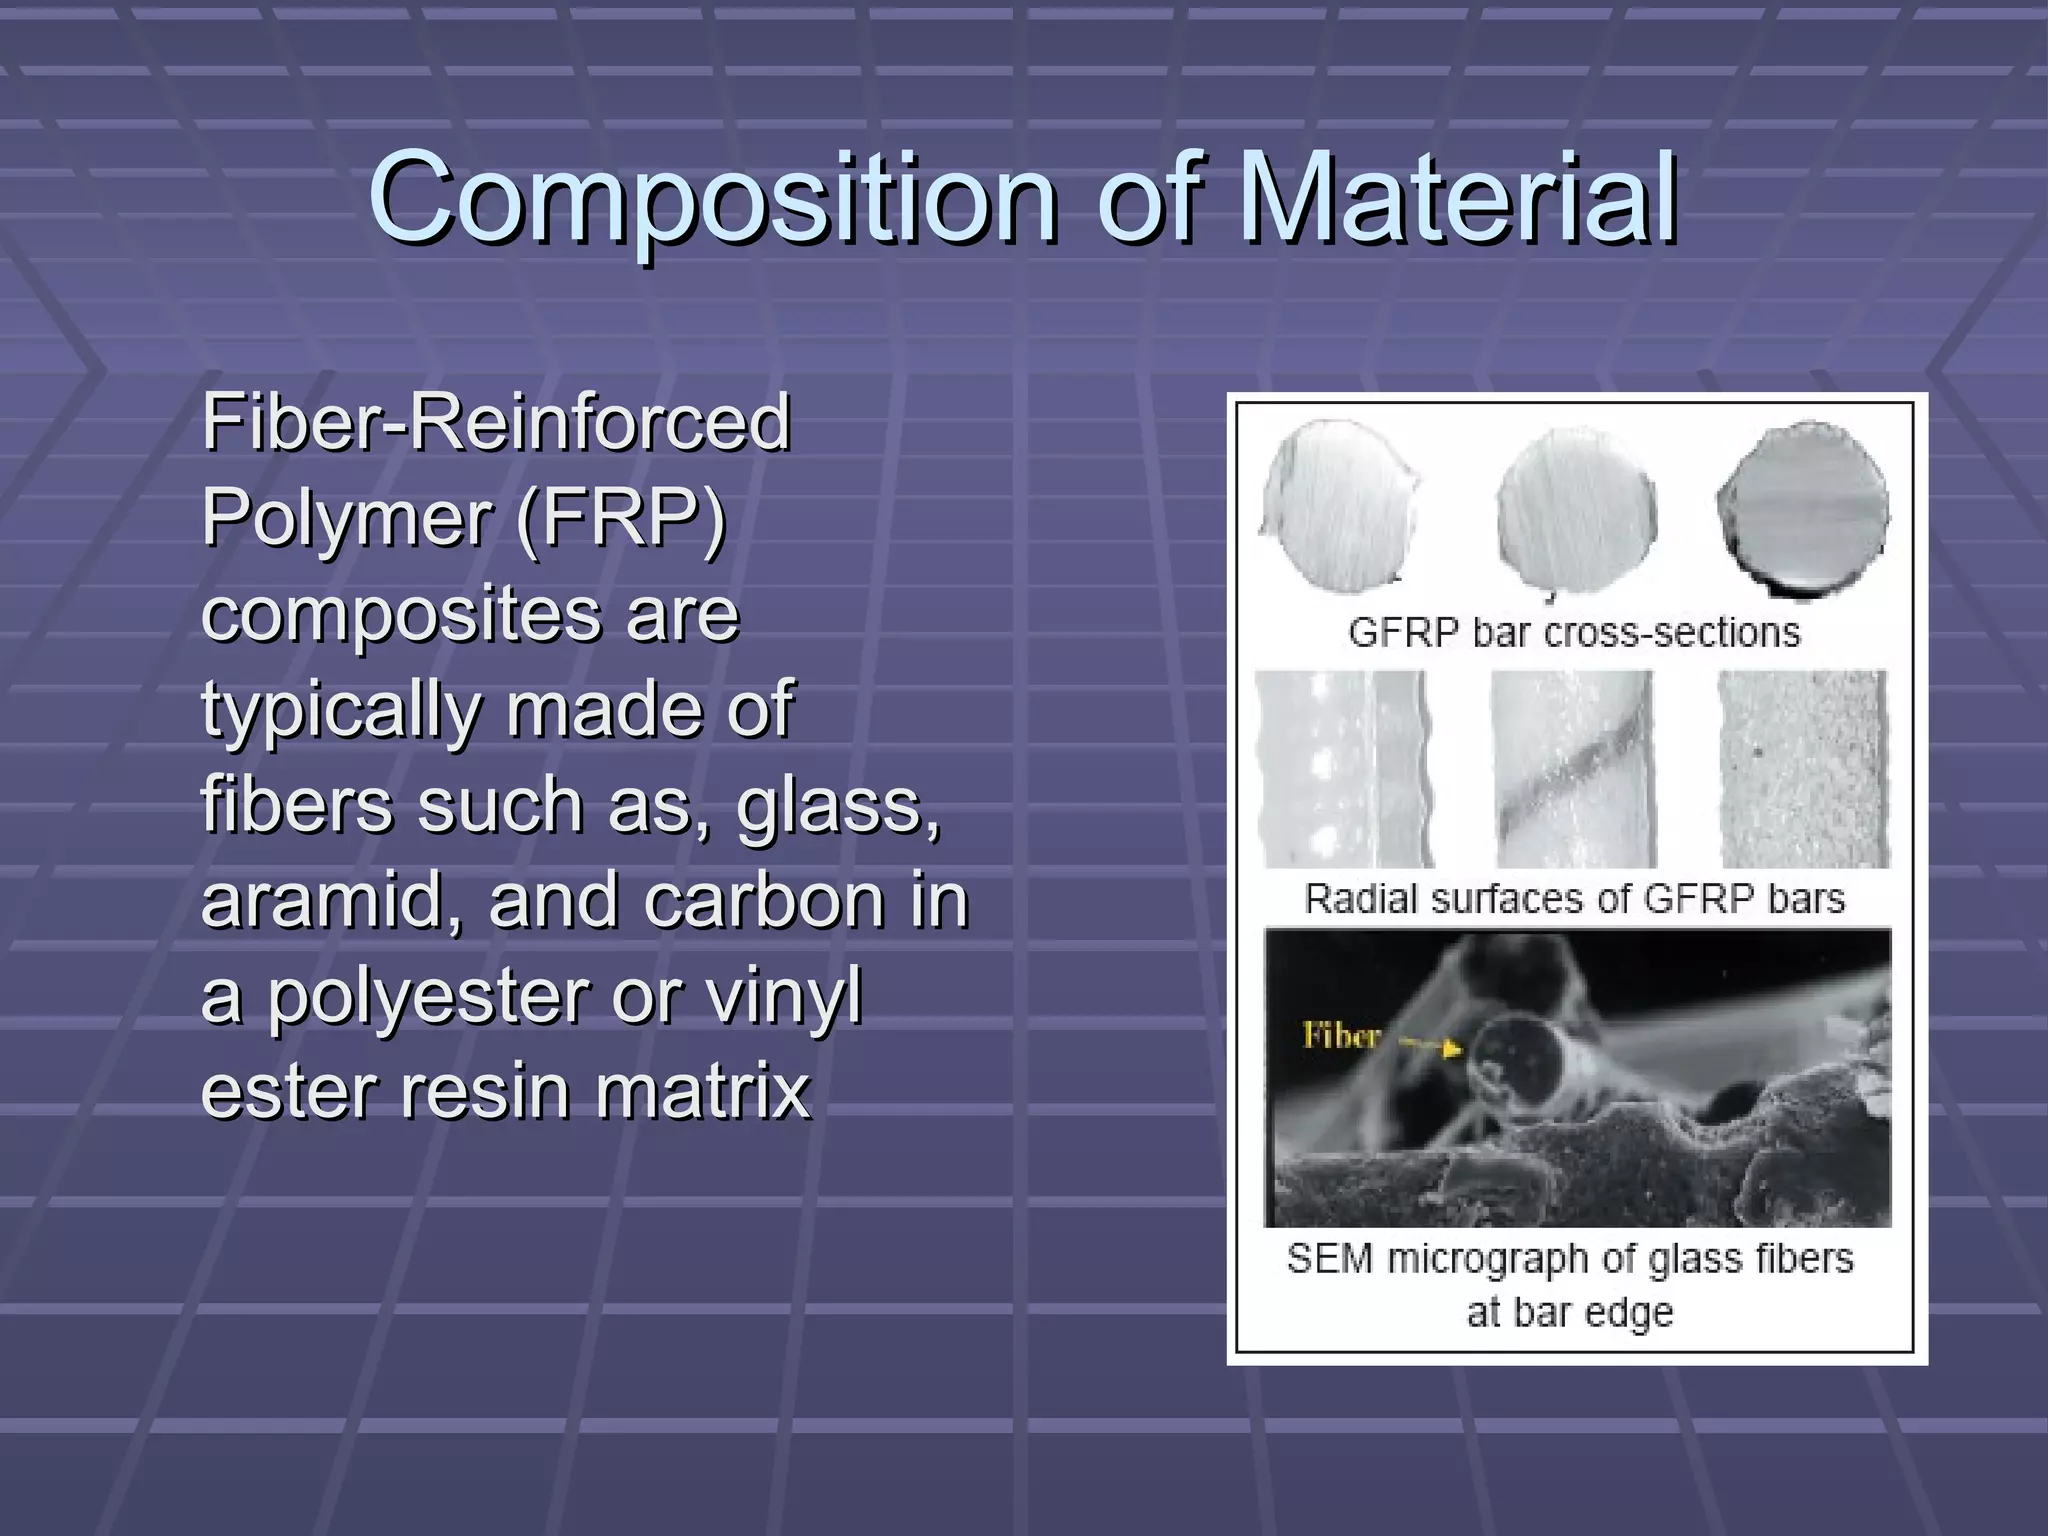 Composition of Material
Fiber-Reinforced
Polymer (FRP)
composites are
typically made of
fibers such as, glass,
aramid, and carbon in
a polyester or vinyl
ester resin matrix
GFRP bar cross-sections
Radial surfaces of GFRP bars
Fiber
SEM micrograph of glass fibers
at bar edge